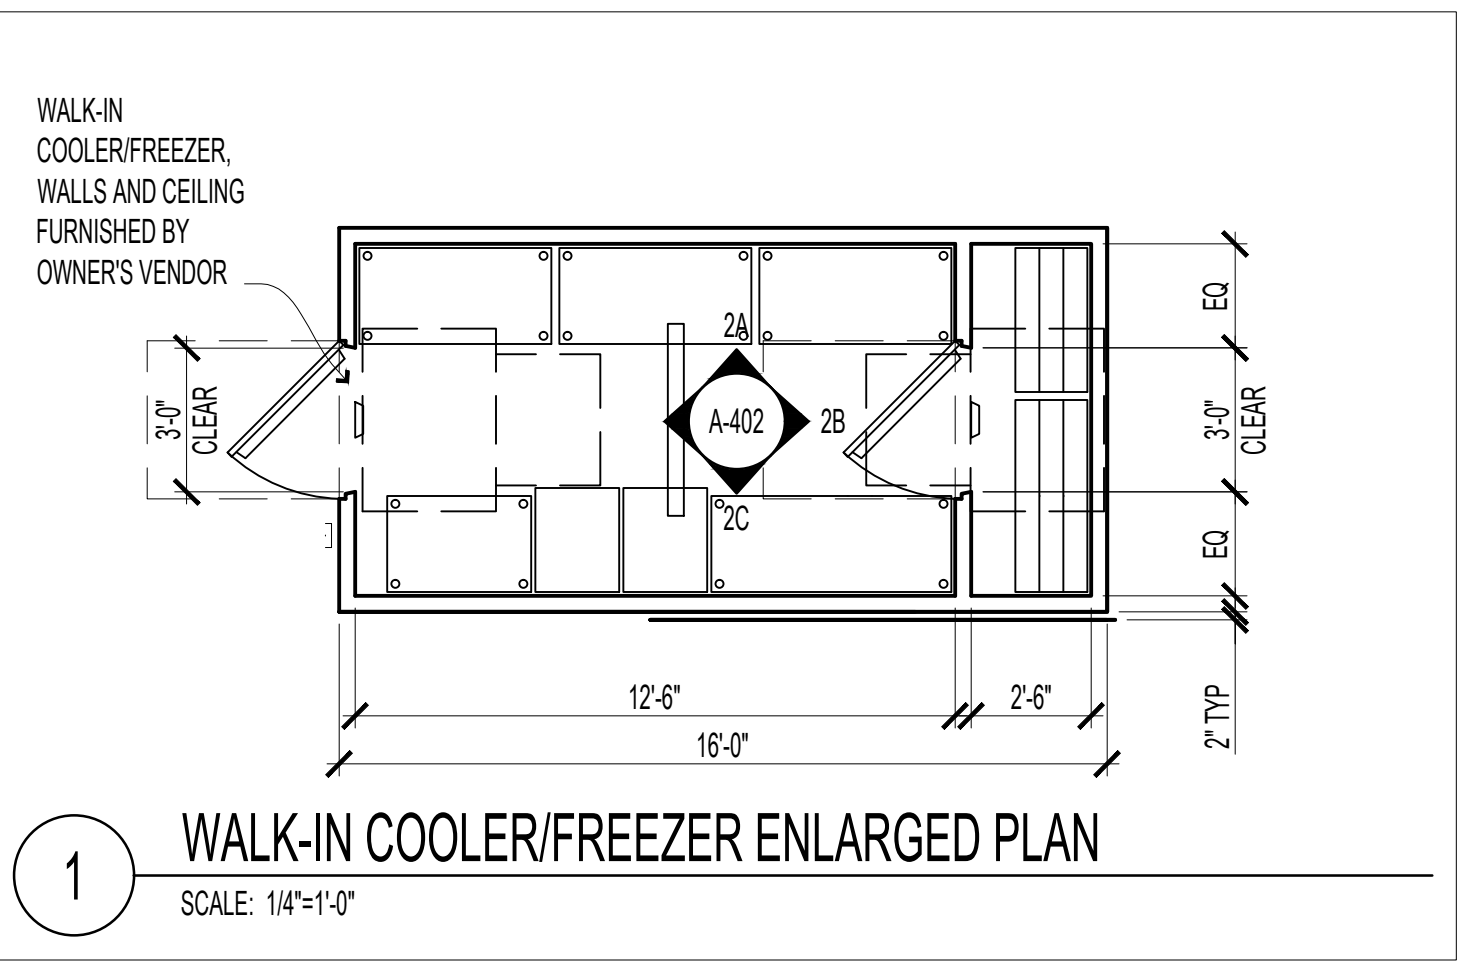 WALK-IN
COOLER/FREEZER,
WALLS AND CEILING
FURNISHED BY
OWNER'S VENDOR
2A
A-402
2B
2C
3'-0"
CLEAR
EQ
3'-0"
CLEAR
EQ
2" TYP
12'-6"
2'-6"
16'-0"
1
WALK-IN COOLER/FREEZER ENLARGED PLAN
SCALE: 1/4"=1'-0"